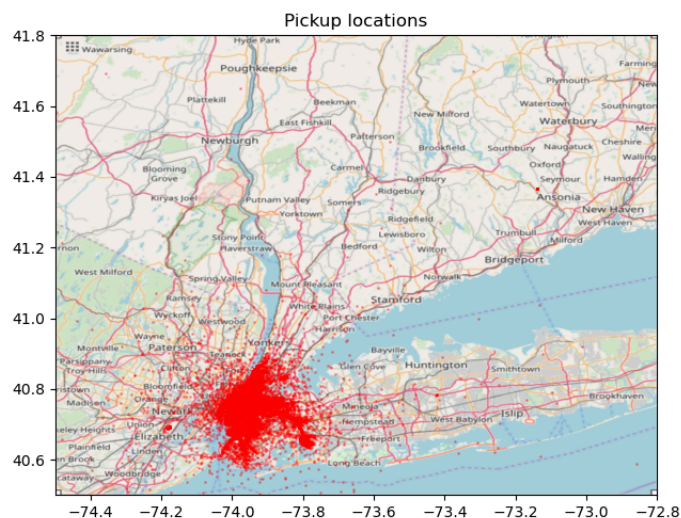 Pickup locations
41.8
Hyde Park
Wawarsing
Poughkeepsie
Plymouth
41.6
Plattekill
Beekman
New Milford
Watertown
Southington
East Fishkill
Waterbury
Newburgh
Patterson
Brookfield
Southbury
Naugatuck
Cheshire
41.4
Blooming
Grove
Carmel
Danbury
Oxford
Seymour
Hamden
Kiryas Joel
Putnam Valley
Somers
Ridgebury
Ansonia
Yorktown
New Haven
Ridgefield
West Haven
41.2
Stony Point
Haverstraw
Bedford
Lewisboro
Wilton
Trumbull
Milford
West Milford
Spring Valley
Mount Pleasant
Norwalk
Bridgeport
Ramsey
Stamford
41.0
Wyckoff
Westwood
White Plains
Port Chester
Harrison
Wayne
Montville
Paterson
Teaneck
Yonkers
Bayville
Parsippany
Troy-Hills
Clifton
Glen Cove
Huntington
Smithtown
40.8
Bloomfield
Orange
Madison
Newark
Mineola
Brookhaven
Union
Hempstead
West Babylon
Islip
Elizabeth
Freeport
Plainfield
Linden
40.6
Long Beach
Woodbridge
−74.4 −74.2 −74.0 −73.8 −73.6 −73.4 −73.2 −73.0 −72.8